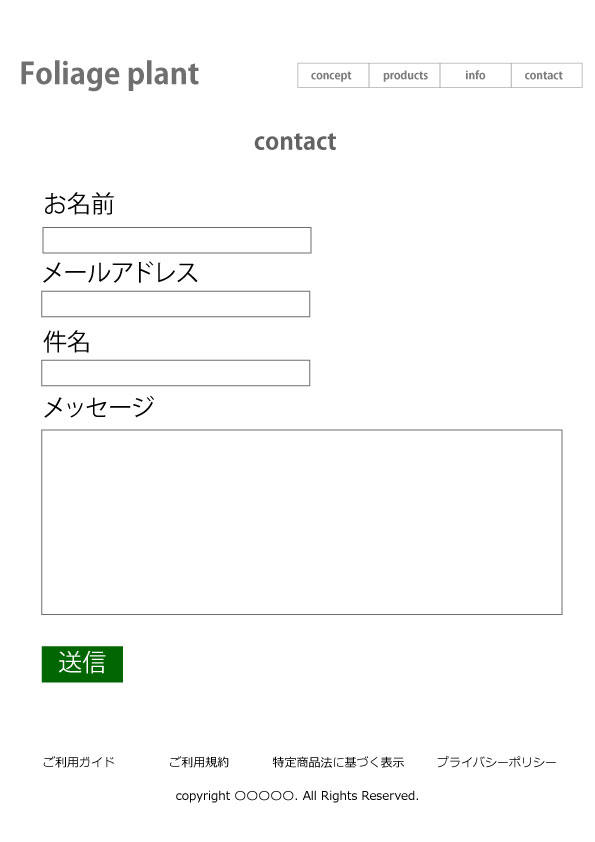 Foliage plant
concept products info contact
contact
お名前
メールアドレス
件名
メッセージ
送信
ご利用ガイド ご利用規約 特定商品法に基づく表示 プライバシーポリシー
copyright 〇〇〇〇〇. All Rights Reserved.